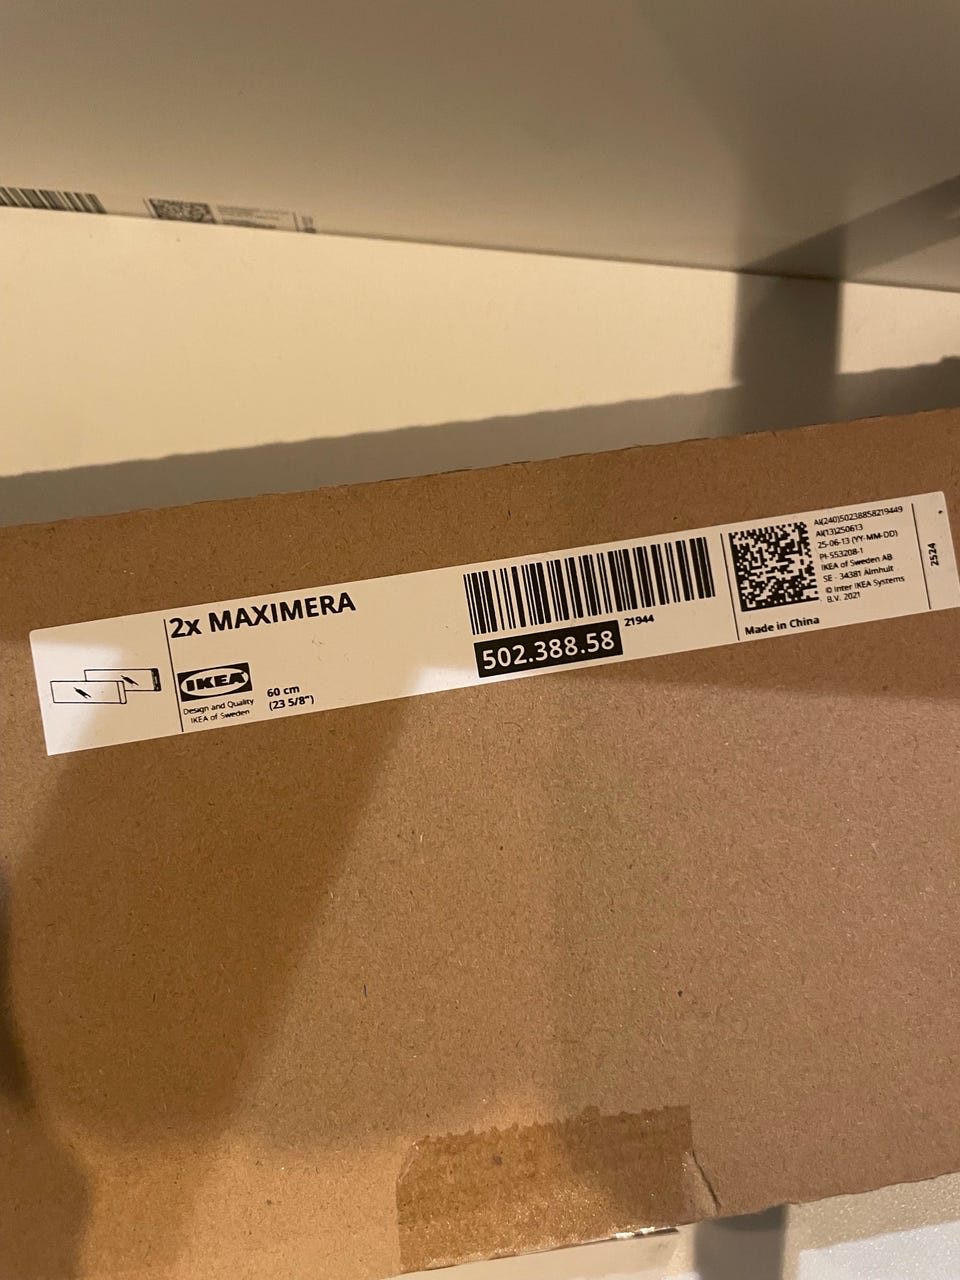 2x MAXIMERA
IKEA
Design and Quality
IKEA of Sweden
60 cm
(23 5/8")
502.388.58
21944
AI(240)50238858219449
AI(13)250613
25-06-13 (YY-MM-DD)
PI-553208-1
IKEA of Sweden AB
SE - 34381 Älmhult
© Inter IKEA Systems
B.V. 2021
Made in China
2524